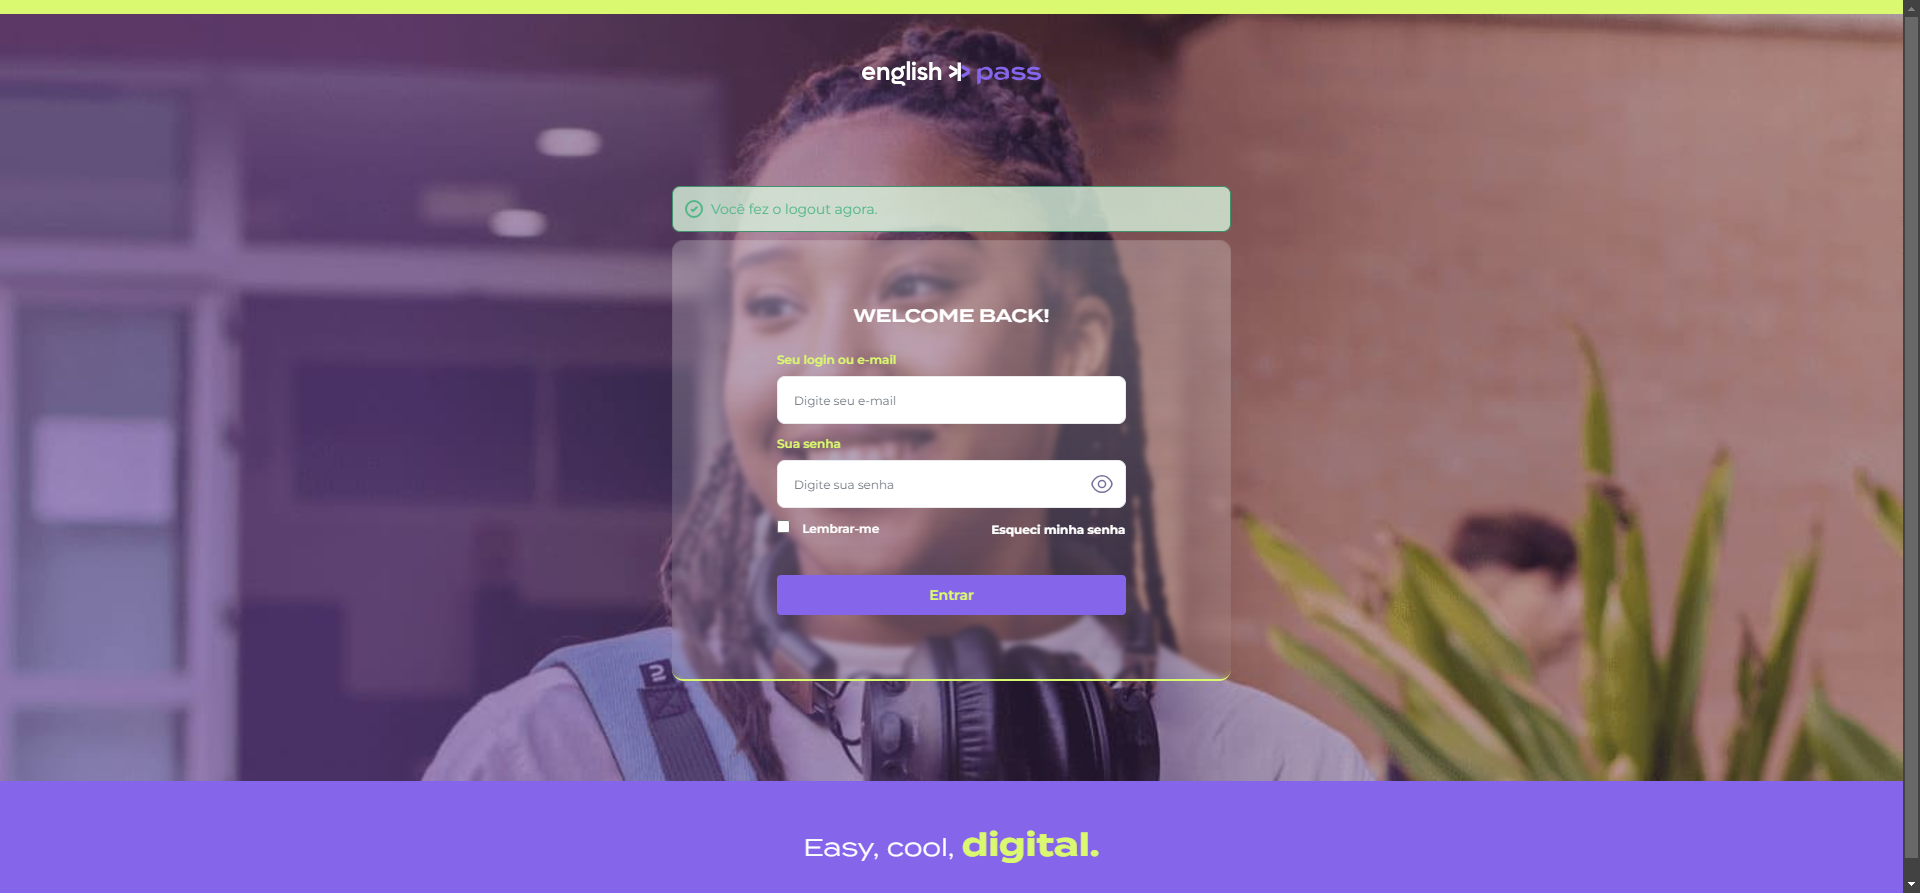 english pass
Você fez o logout agora.
WELCOME BACK!
Seu login ou e-mail
Digite seu e-mail
Sua senha
Digite sua senha
Lembrar-me Esqueci minha senha
Entrar
Easy, cool, digital.